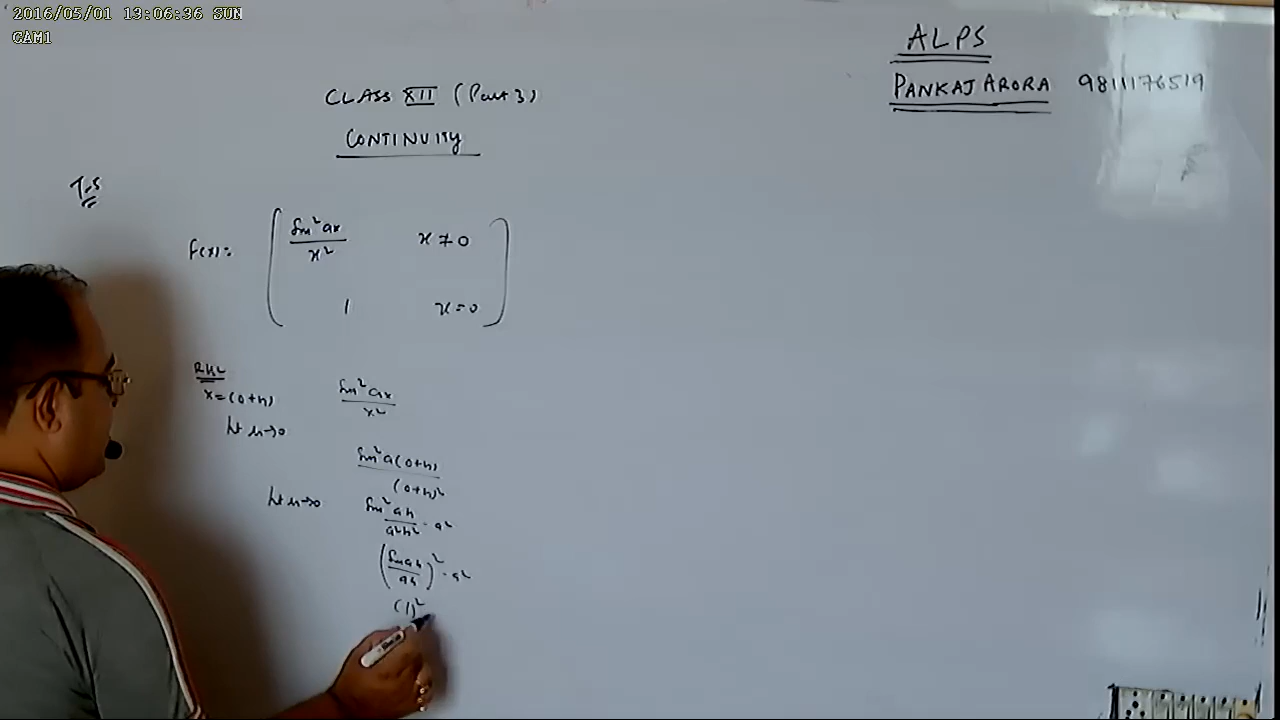 2016/05/01 13:06:36 SUN
CAM1
ALPS
PANKAJ ARORA 9811176519
CLASS XII (Part 3)
CONTINUITY
f(x) =
Sin²ax / x² x ≠ 0
1 x = 0
RHL
x = (0+h)
Lt h→0
Sin²ax / x²
Sin²a(0+h) / (0+h)²
Lt h→0 Sin²ah / a²h² · a²
(Sin ah / ah)² · a²
(1)²